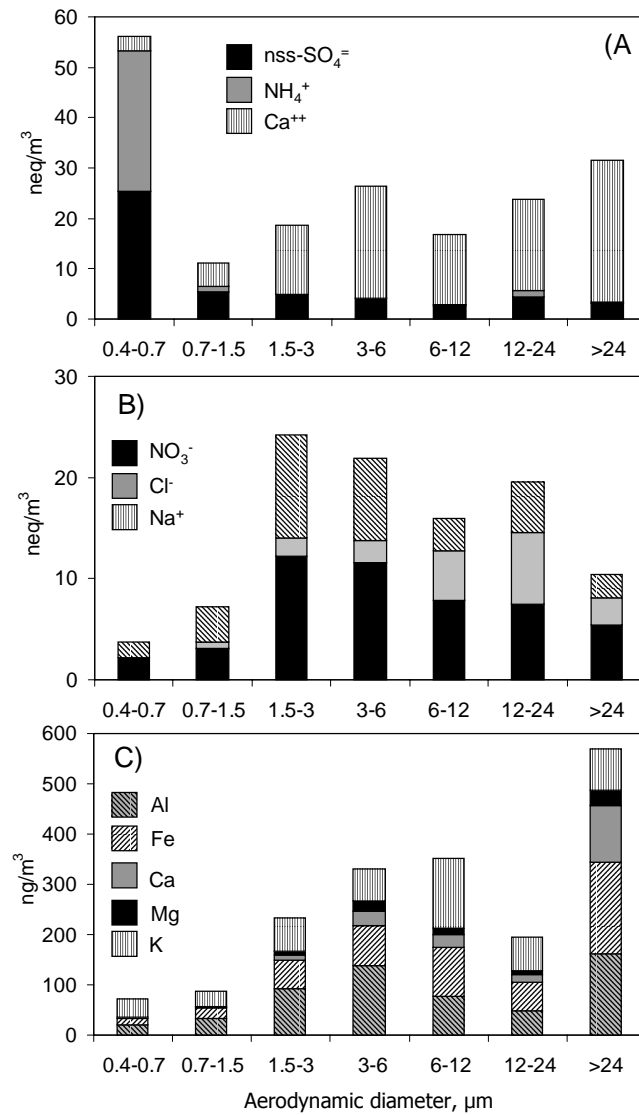 60
(A
nss-SO₄⁼
50
NH₄⁺
40
Ca⁺⁺
neq/m³
30
20
10
0
0.4-0.7 0.7-1.5 1.5-3 3-6 6-12 12-24 >24
30
B)
NO₃⁻
20
Cl⁻
Na⁺
neq/m³
10
0
0.4-0.7 0.7-1.5 1.5-3 3-6 6-12 12-24 >24
600
C)
500
Al
Fe
400
Ca
ng/m³
300
Mg
K
200
100
0
0.4-0.7 0.7-1.5 1.5-3 3-6 6-12 12-24 >24
Aerodynamic diameter, µm